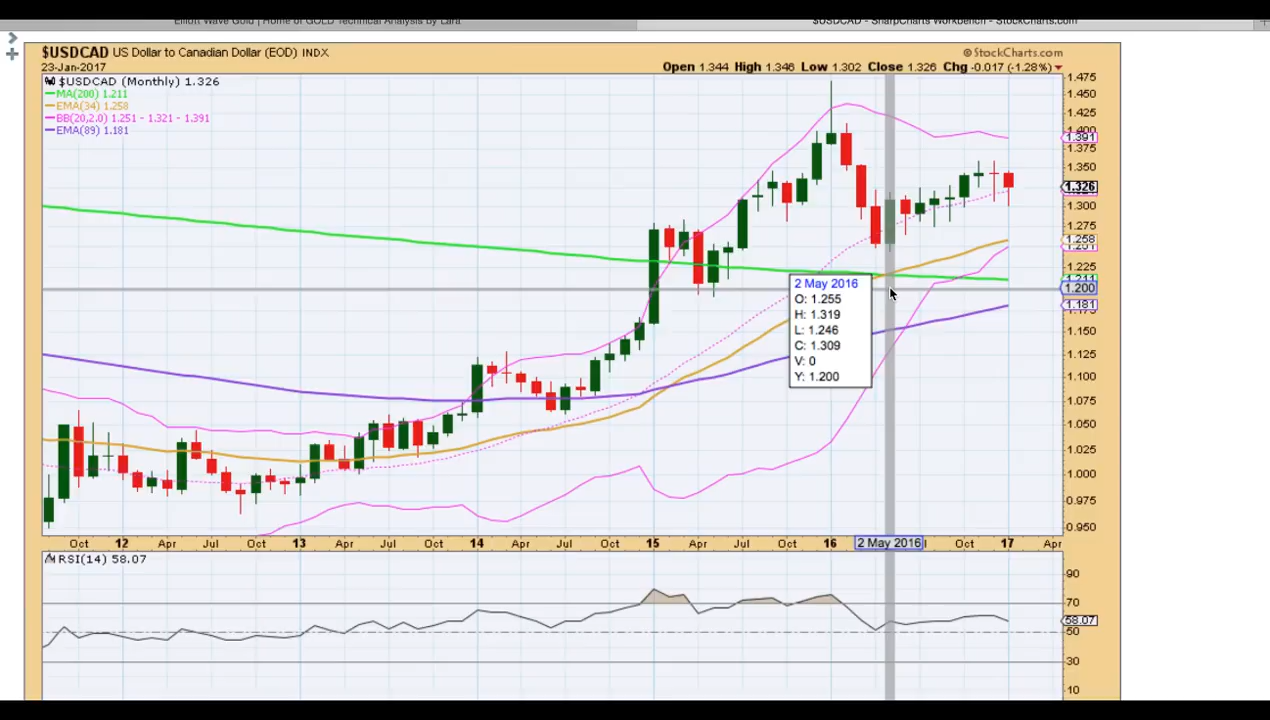 Elliott Wave Gold | Home of GOLD Technical Analysis by Lara
$USDCAD - SharpCharts Workbench - StockCharts.com
$USDCAD US Dollar to Canadian Dollar (EOD) INDX
© StockCharts.com
23-Jan-2017
Open 1.344 High 1.346 Low 1.302 Close 1.326 Chg -0.017 (-1.28%)
$USDCAD (Monthly) 1.326
MA(200) 1.211
EMA(34) 1.258
BB(20,2.0) 1.251 - 1.321 - 1.391
EMA(89) 1.181
1.475
1.450
1.425
1.400
1.391
1.375
1.350
1.326
1.300
1.275
1.258
1.251
1.225
1.211
1.200
1.181
1.150
1.125
1.100
1.075
1.050
1.025
1.000
0.975
0.950
2 May 2016
O: 1.255
H: 1.319
L: 1.246
C: 1.309
V: 0
Y: 1.200
Oct 12 Apr Jul Oct 13 Apr Jul Oct 14 Apr Jul Oct 15 Apr Jul Oct 16 2 May 2016 Oct 17 Apr
RSI(14) 58.07
90
70
58.07
50
30
10